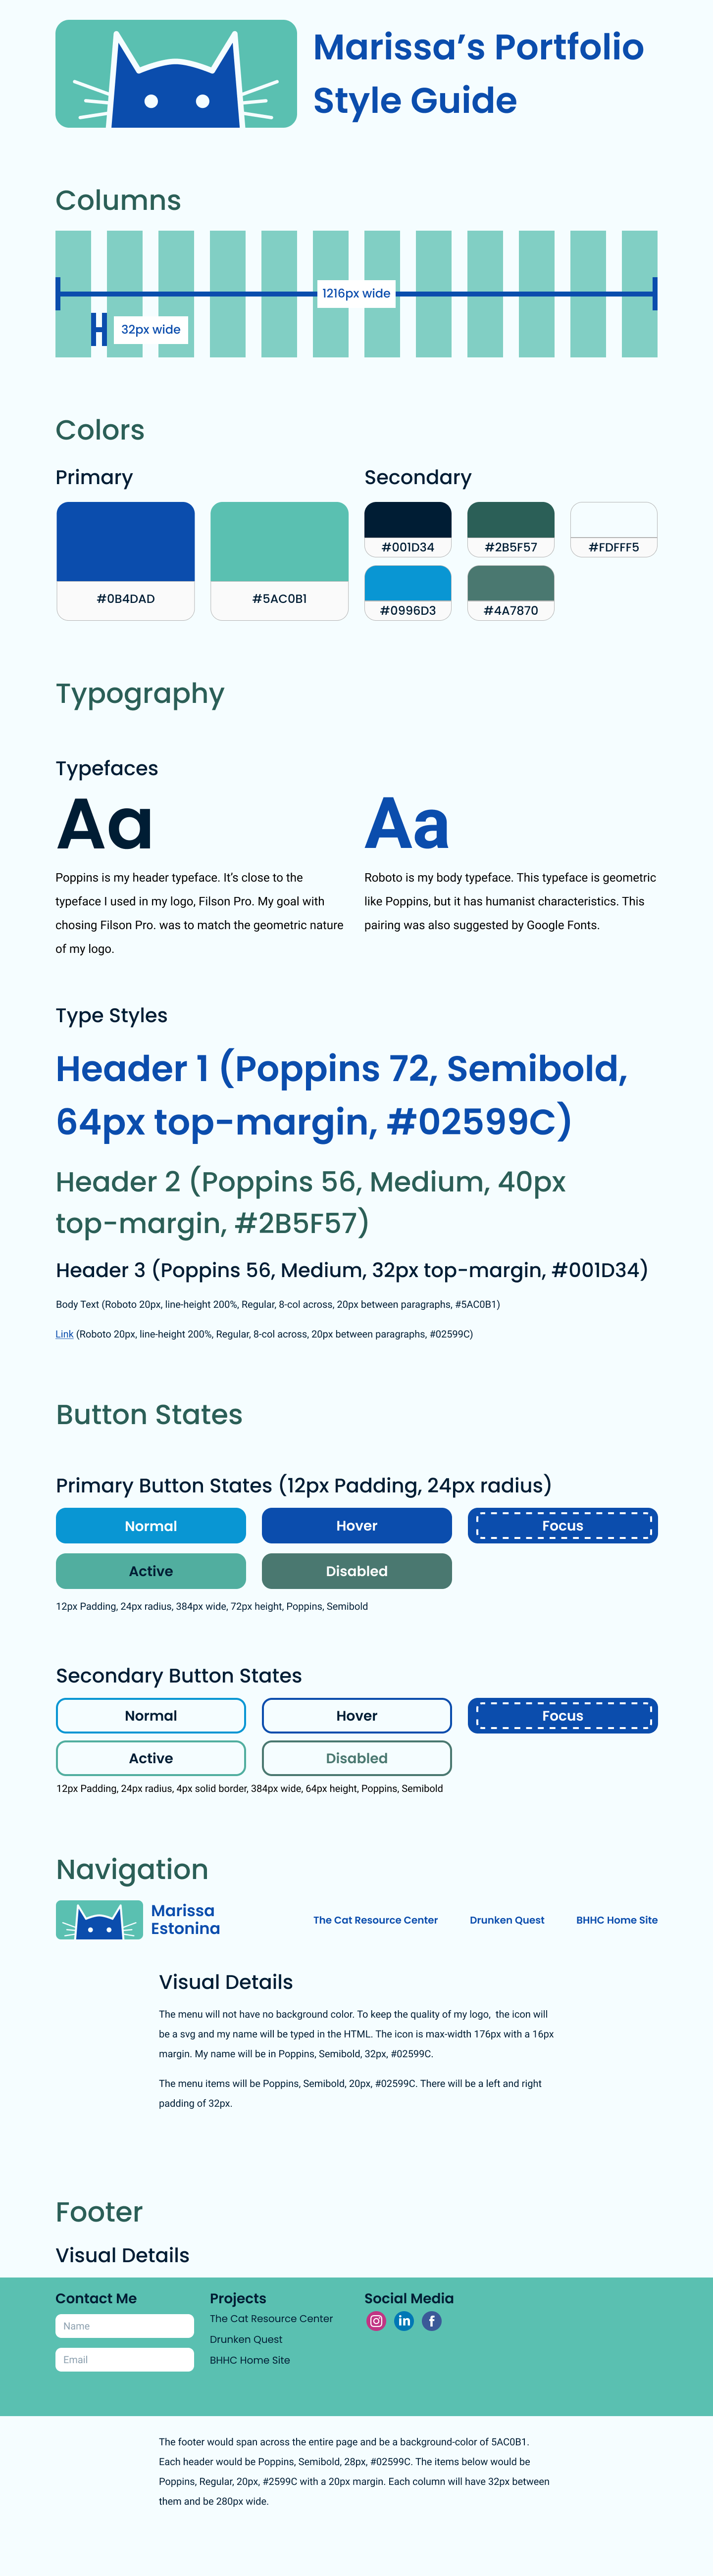 Marissa’s Portfolio
Style Guide
Columns
1216px wide
32px wide
Colors
Primary
Secondary
#0B4DAD
#5AC0B1
#001D34
#2B5F57
#FDFFF5
#0996D3
#4A7870
Typography
Typefaces
Aa
Poppins is my header typeface. It’s close to the
typeface I used in my logo, Filson Pro. My goal with
chosing Filson Pro. was to match the geometric nature
of my logo.
Aa
Roboto is my body typeface. This typeface is geometric
like Poppins, but it has humanist characteristics. This
pairing was also suggested by Google Fonts.
Type Styles
Header 1 (Poppins 72, Semibold,
64px top-margin, #02599C)
Header 2 (Poppins 56, Medium, 40px
top-margin, #2B5F57)
Header 3 (Poppins 56, Medium, 32px top-margin, #001D34)
Body Text (Roboto 20px, line-height 200%, Regular, 8-col across, 20px between paragraphs, #5AC0B1)
Link (Roboto 20px, line-height 200%, Regular, 8-col across, 20px between paragraphs, #02599C)
Button States
Primary Button States (12px Padding, 24px radius)
Normal
Hover
Focus
Active
Disabled
12px Padding, 24px radius, 384px wide, 72px height, Poppins, Semibold
Secondary Button States
Normal
Hover
Focus
Active
Disabled
12px Padding, 24px radius, 4px solid border, 384px wide, 64px height, Poppins, Semibold
Navigation
Marissa
Estonina
The Cat Resource Center
Drunken Quest
BHHC Home Site
Visual Details
The menu will not have no background color. To keep the quality of my logo, the icon will
be a svg and my name will be typed in the HTML. The icon is max-width 176px with a 16px
margin. My name will be in Poppins, Semibold, 32px, #02599C.
The menu items will be Poppins, Semibold, 20px, #02599C. There will be a left and right
padding of 32px.
Footer
Visual Details
Contact Me
Name
Email
Projects
The Cat Resource Center
Drunken Quest
BHHC Home Site
Social Media
in
f
The footer would span across the entire page and be a background-color of 5AC0B1.
Each header would be Poppins, Semibold, 28px, #02599C. The items below would be
Poppins, Regular, 20px, #2599C with a 20px margin. Each column will have 32px between
them and be 280px wide.